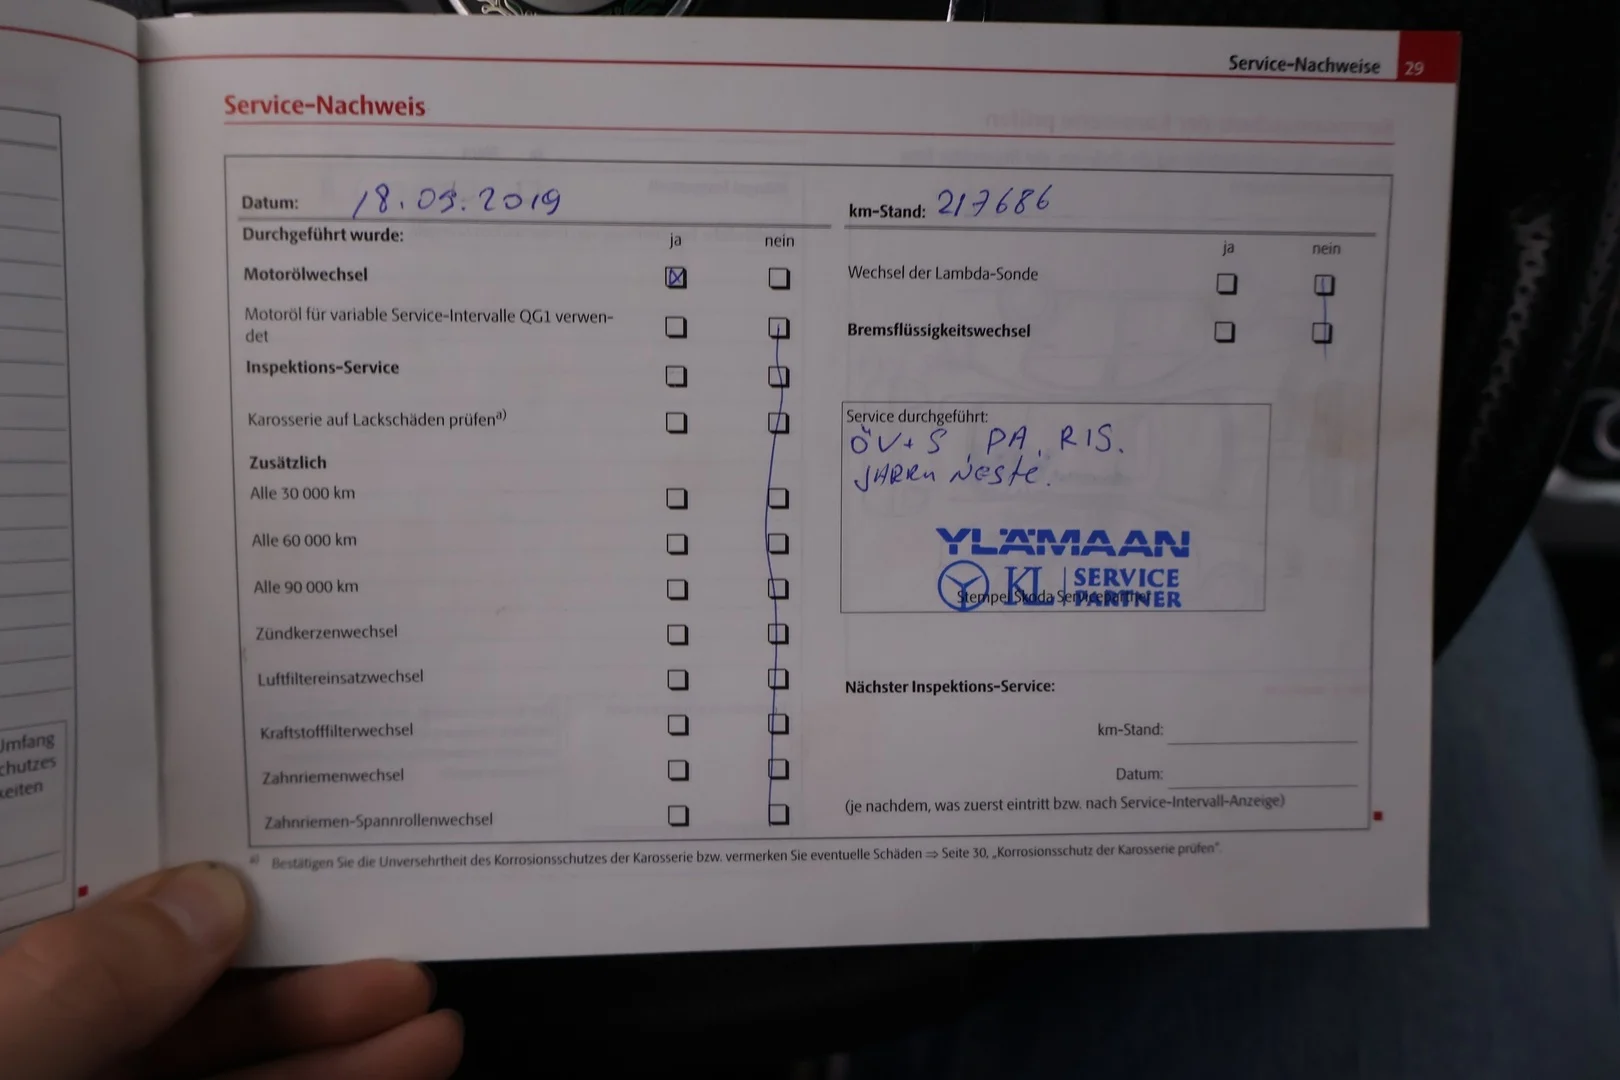 Service-Nachweise 29
Service-Nachweis
Datum: 18.09.2019
km-Stand: 217686
Durchgeführt wurde: ja nein
Motorölwechsel
Motoröl für variable Service-Intervalle QG1 verwen-
det
Inspektions-Service
Karosserie auf Lackschäden prüfen a)
Zusätzlich
Alle 30 000 km
Alle 60 000 km
Alle 90 000 km
Zündkerzenwechsel
Luftfiltereinsatzwechsel
Kraftstofffilterwechsel
Zahnriemenwechsel
Zahnriemen-Spannrollenwechsel
ja nein
Wechsel der Lambda-Sonde
Bremsflüssigkeitswechsel
Service durchgeführt:
ÖV+S, PA, RIS.
JARRU NESTE.
YLÄMAAN
KL SERVICE
PARTNER
Stempel Skoda Servicepartner
Nächster Inspektions-Service:
km-Stand:
Datum:
(je nachdem, was zuerst eintritt bzw. nach Service-Intervall-Anzeige)
a) Bestätigen Sie die Unversehrtheit des Korrosionsschutzes der Karosserie bzw. vermerken Sie eventuelle Schäden ⇒ Seite 30, „Korrosionsschutz der Karosserie prüfen“.
Umfang
chutzes
keiten